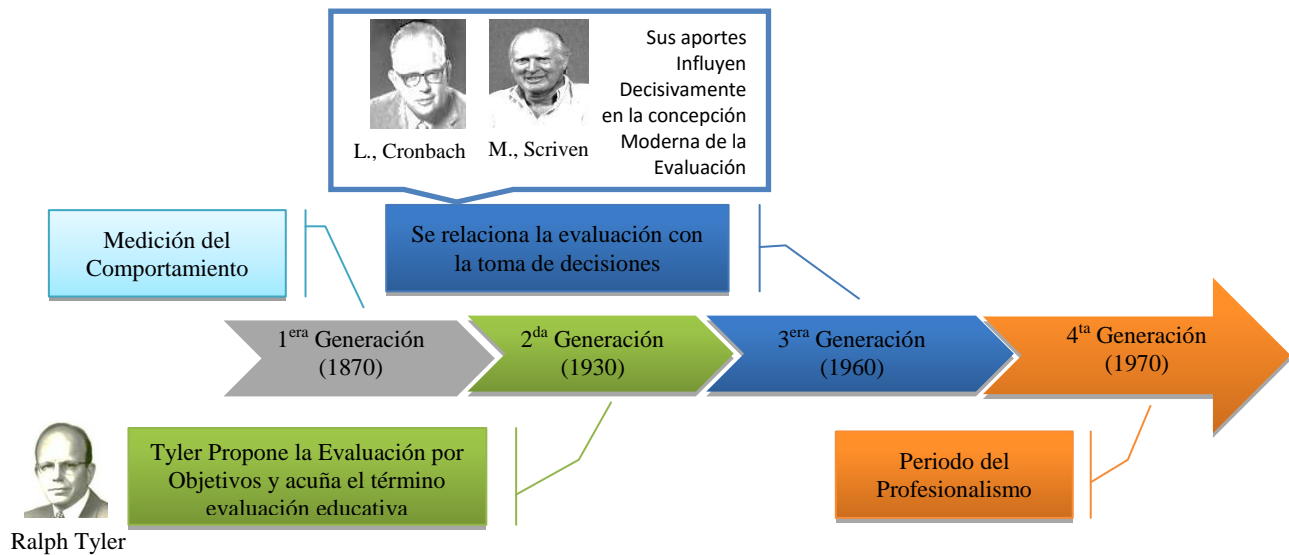 Sus aportes
Influyen
Decisivamente
en la concepción
Moderna de la
Evaluación
L., Cronbach
M., Scriven
Medición del
Comportamiento
Se relaciona la evaluación con
la toma de decisiones
1era Generación
(1870)
2da Generación
(1930)
3era Generación
(1960)
4ta Generación
(1970)
Tyler Propone la Evaluación por
Objetivos y acuña el término
evaluación educativa
Ralph Tyler
Periodo del
Profesionalismo